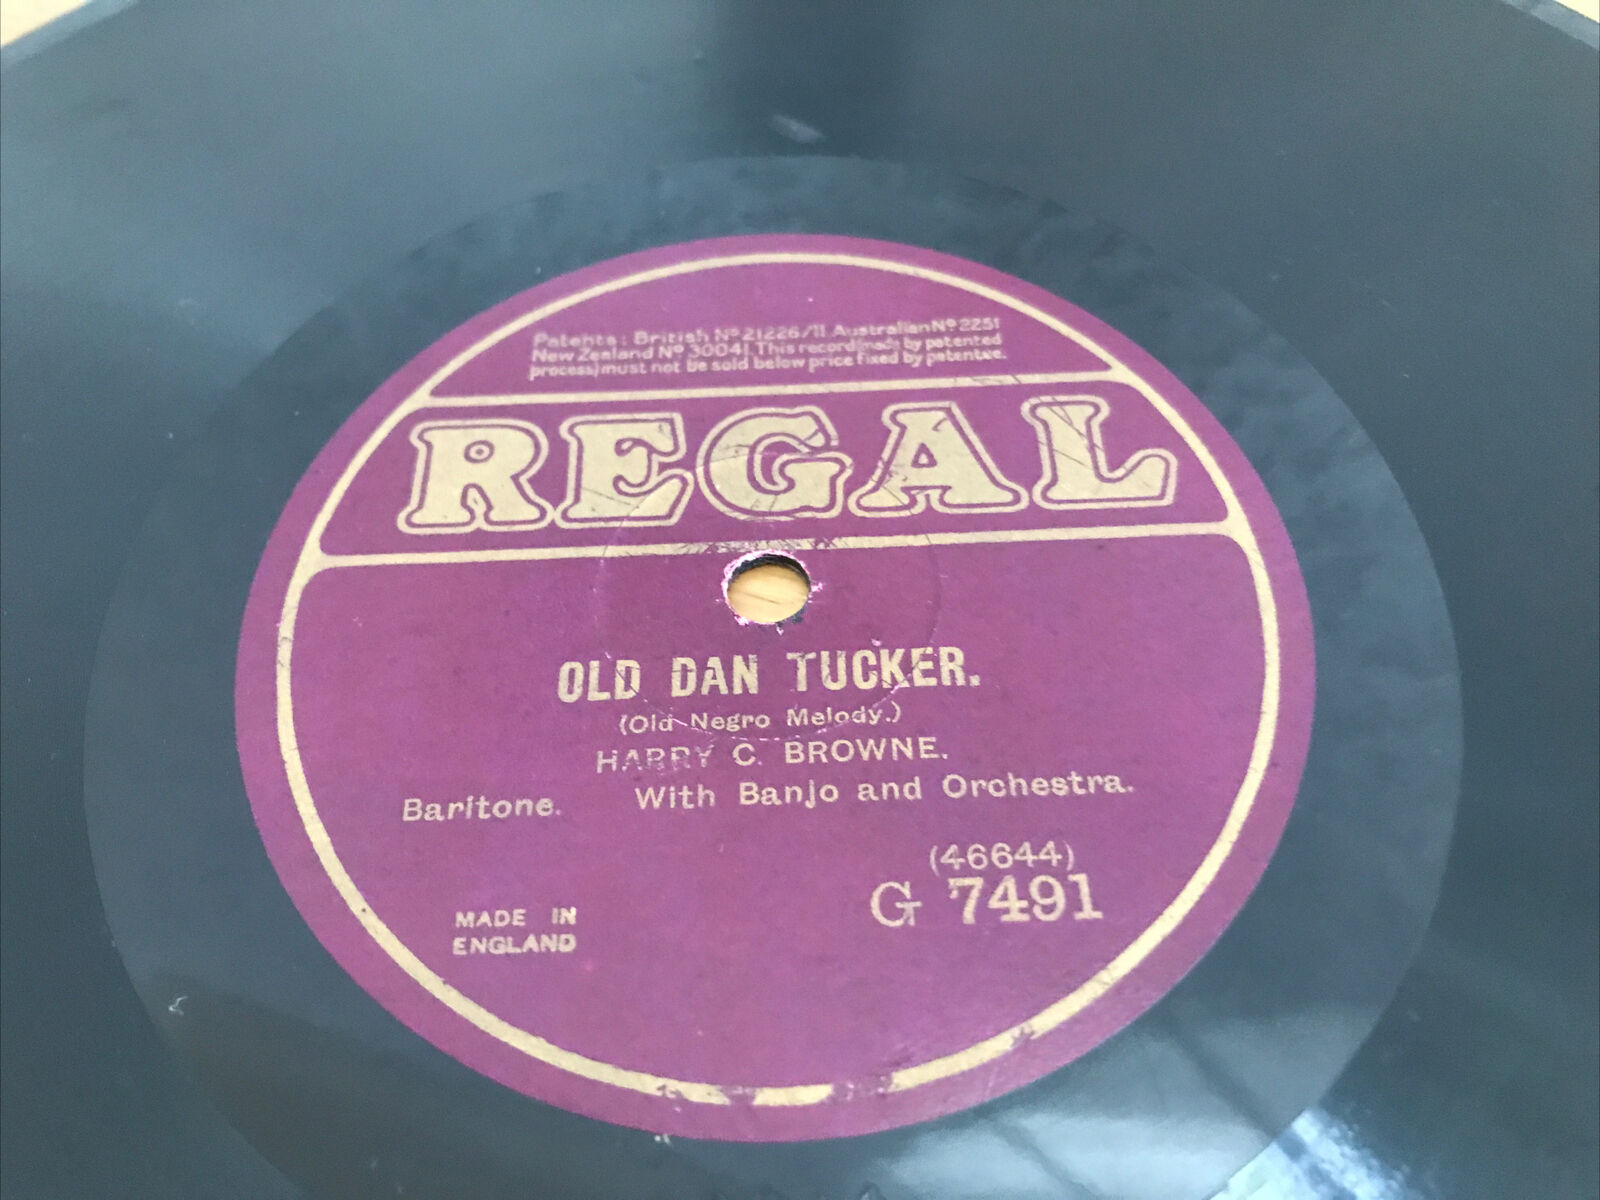 Patents: British Nº 21226/11. Australian Nº 2251
New Zealand Nº 30041. This record (made by patented
process) must not be sold below price fixed by patentee.
REGAL
OLD DAN TUCKER.
(Old Negro Melody.)
HARRY C. BROWNE.
Baritone. With Banjo and Orchestra.
(46644)
G 7491
MADE IN
ENGLAND